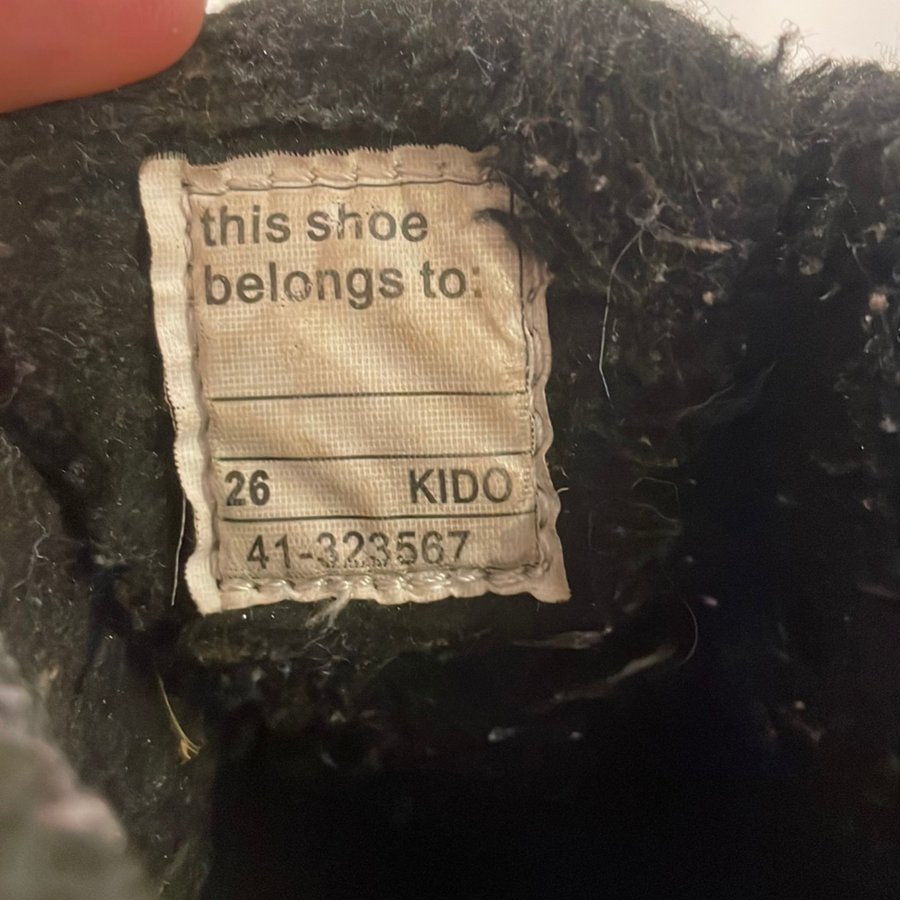 this shoe
belongs to:
26 KIDO
41-323567